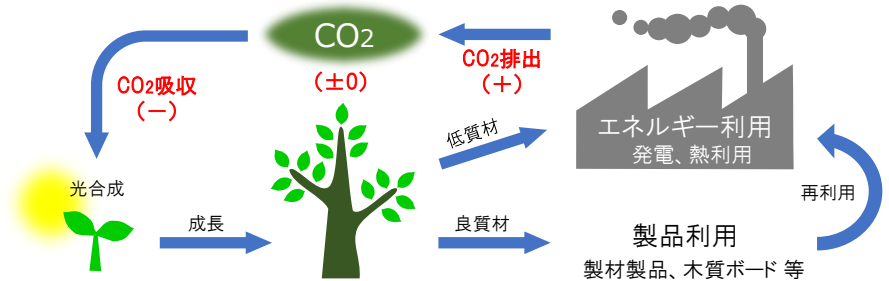 CO2
CO2排出
（＋）
CO2吸収
（－）
（±0）
低質材
エネルギー利用
発電、熱利用
光合成
再利用
成長
良質材
製品利用
製材製品、木質ボード 等